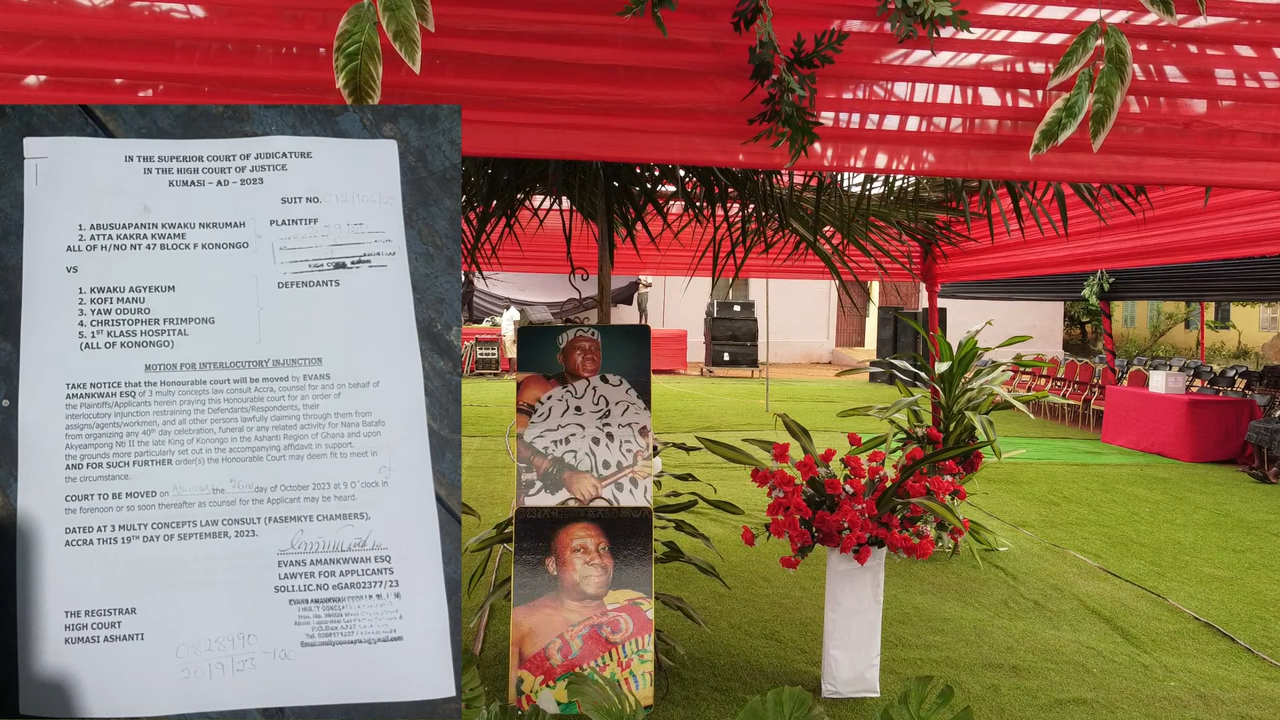 IN THE SUPERIOR COURT OF JUDICATURE
IN THE HIGH COURT OF JUSTICE
KUMASI – AD – 2023
SUIT NO.
1. ABUSUAPANIN KWAKU NKRUMAH
2. ATTA KAKRA KWAME
ALL OF H/NO NT 47 BLOCK F KONONGO
PLAINTIFF
VS
1. KWAKU AGYEKUM
2. KOFI MANU
3. YAW ODURO
4. CHRISTOPHER FRIMPONG
5. 1ST KLASS HOSPITAL
(ALL OF KONONGO)
DEFENDANTS
MOTION FOR INTERLOCUTORY INJUNCTION
TAKE NOTICE that the Honourable court will be moved by EVANS
AMANKWAH ESQ of 3 multy concepts law consult Accra, counsel for and on behalf of
the Plaintiffs/Applicants herein praying this Honourable court for an order of
interlocutory injunction restraining the Defendants/Respondents, their
assigns/agents/workmen, and all other persons lawfully claiming through them from
organizing any 40th day celebration, funeral or any related activity for Nana Batafo
Akyeampong Nti II the late King of Konongo in the Ashanti Region of Ghana and upon
the grounds more particularly set out in the accompanying affidavit in support.
AND FOR SUCH FURTHER order(s) the Honourable Court may deem fit to meet in
the circumstance.
COURT TO BE MOVED on the 26th day of October 2023 at 9 O'clock in
the forenoon or so soon thereafter as counsel for the Applicant may be heard.
DATED AT 3 MULTY CONCEPTS LAW CONSULT (FASEMKYE CHAMBERS),
ACCRA THIS 19TH DAY OF SEPTEMBER, 2023.
EVANS AMANKWWAH ESQ
LAWYER FOR APPLICANTS
SOLI.LIC.NO eGAR02377/23
THE REGISTRAR
HIGH COURT
KUMASI ASHANTI
0828990
20/9/23